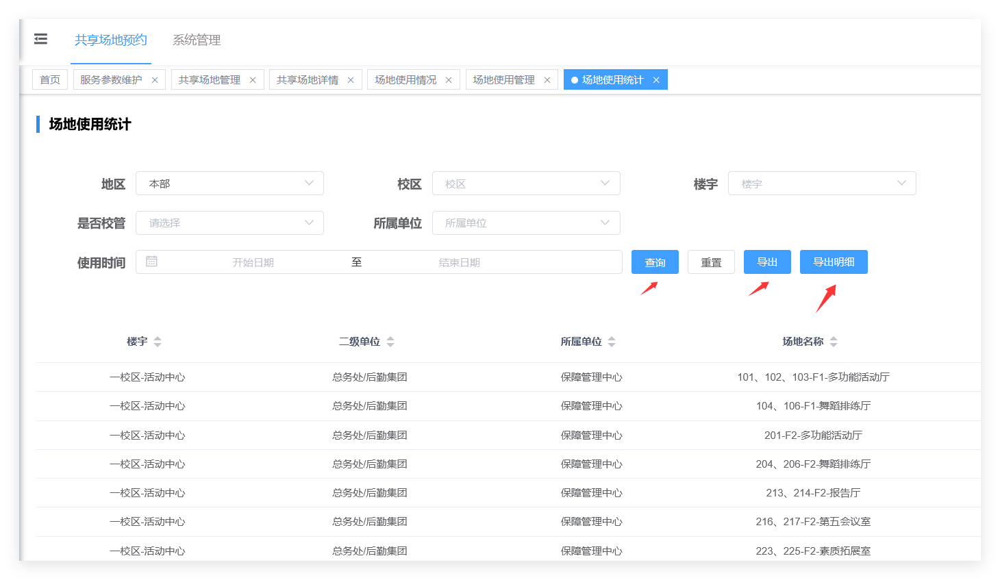 共享场地预约 系统管理
首页 服务参数维护 × 共享场地管理 × 共享场地详情 × 场地使用情况 × 场地使用管理 × 场地使用统计 ×
场地使用统计
地区 本部 校区 校区 楼宇 楼宇
是否校管 请选择 所属单位 所属单位
使用时间 开始日期 至 结束日期 查询 重置 导出 导出明细
楼宇 二级单位 所属单位 场地名称
一校区-活动中心 总务处/后勤集团 保障管理中心 101、102、103-F1-多功能活动厅
一校区-活动中心 总务处/后勤集团 保障管理中心 104、106-F1-舞蹈排练厅
一校区-活动中心 总务处/后勤集团 保障管理中心 201-F2-多功能活动厅
一校区-活动中心 总务处/后勤集团 保障管理中心 204、206-F2-舞蹈排练厅
一校区-活动中心 总务处/后勤集团 保障管理中心 213、214-F2-报告厅
一校区-活动中心 总务处/后勤集团 保障管理中心 216、217-F2-第五会议室
一校区-活动中心 总务处/后勤集团 保障管理中心 223、225-F2-素质拓展室